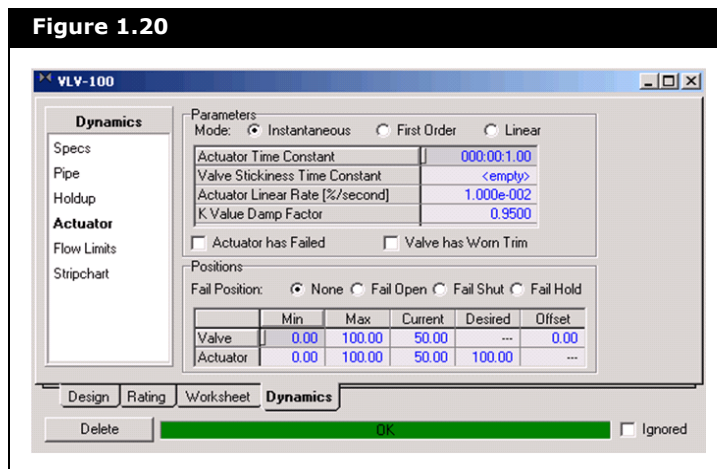 Figure 1.20
VLV-100
Dynamics
Specs
Pipe
Holdup
Actuator
Flow Limits
Stripchart
Parameters
Mode: Instantaneous First Order Linear
Actuator Time Constant 000:00:1.00
Valve Stickiness Time Constant <empty>
Actuator Linear Rate [%/second] 1.000e-002
K Value Damp Factor 0.9500
Actuator has Failed Valve has Worn Trim
Positions
Fail Position: None Fail Open Fail Shut Fail Hold
Min Max Current Desired Offset
Valve 0.00 100.00 50.00 --- 0.00
Actuator 0.00 100.00 50.00 100.00 ---
Design Rating Worksheet Dynamics
Delete OK Ignored